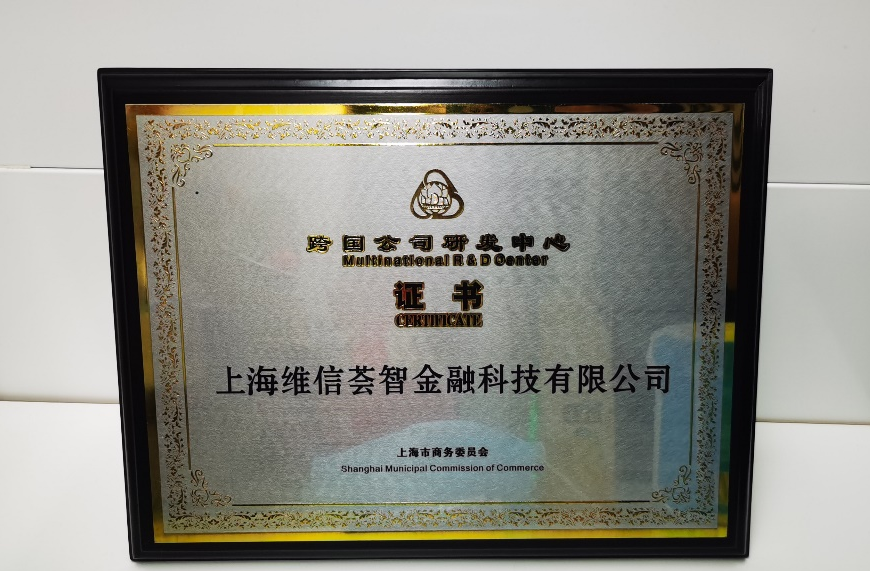 跨国公司研发中心
Multinational R & D Center
证书
CERTIFICATE
上海维信荟智金融科技有限公司
上海市商务委员会
Shanghai Municipal Commission of Commerce